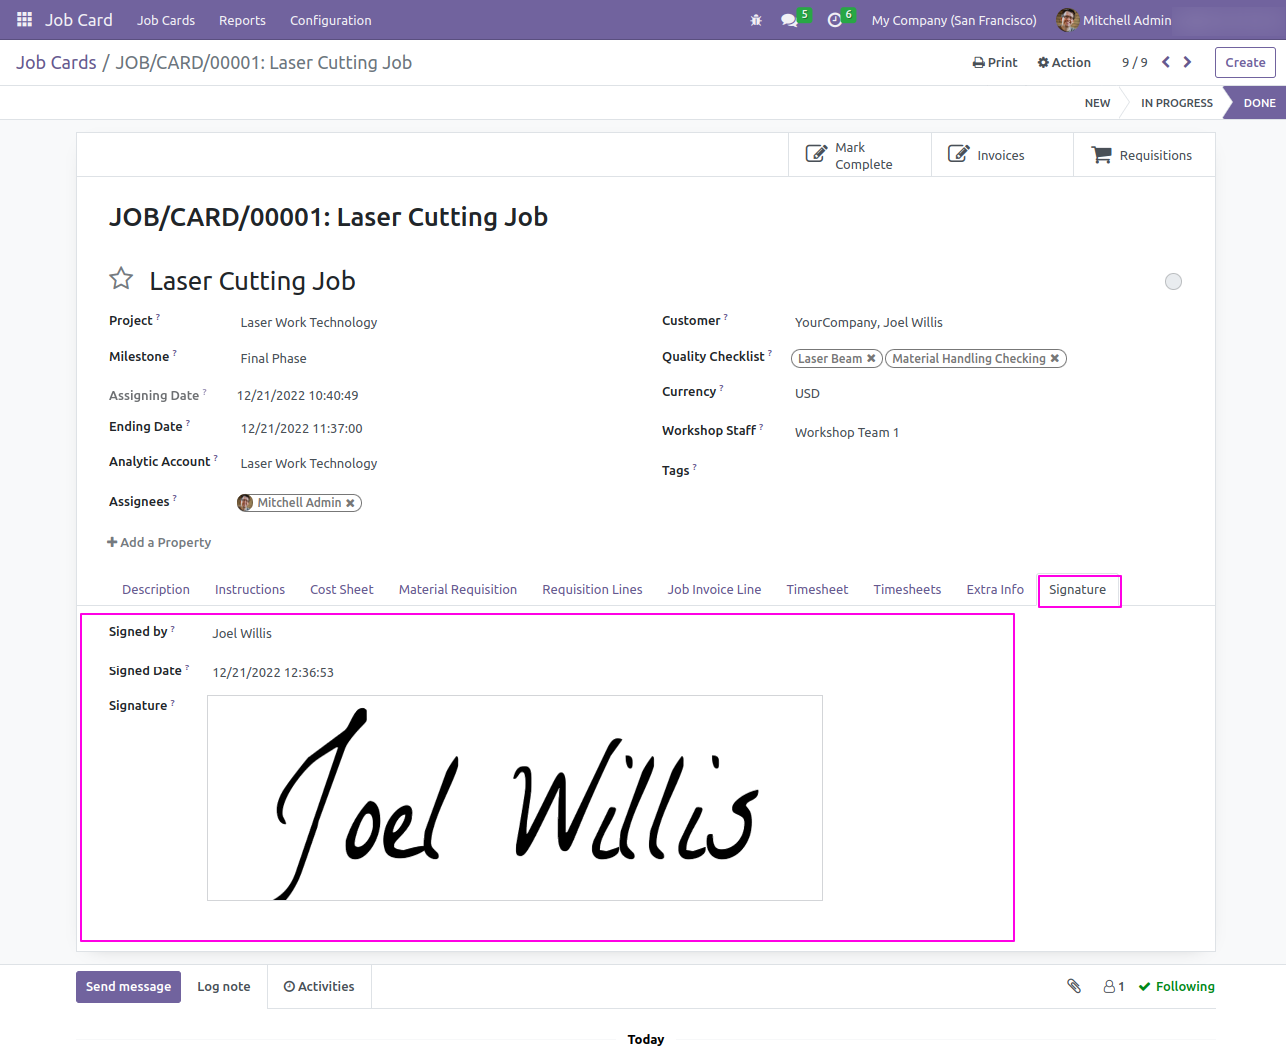 Job Card Job Cards Reports Configuration 5 6 My Company (San Francisco) Mitchell Admin
Job Cards / JOB/CARD/00001: Laser Cutting Job Print Action 9 / 9 Create
NEW IN PROGRESS DONE
Mark Complete Invoices Requisitions
JOB/CARD/00001: Laser Cutting Job
Laser Cutting Job
Project ? Laser Work Technology Customer ? YourCompany, Joel Willis
Milestone ? Final Phase Quality Checklist ? Laser Beam ✖ Material Handling Checking ✖
Assigning Date ? 12/21/2022 10:40:49 Currency ? USD
Ending Date ? 12/21/2022 11:37:00 Workshop Staff ? Workshop Team 1
Analytic Account ? Laser Work Technology Tags ?
Assignees ? Mitchell Admin ✖
+ Add a Property
Description Instructions Cost Sheet Material Requisition Requisition Lines Job Invoice Line Timesheet Timesheets Extra Info Signature
Signed by ? Joel Willis
Signed Date ? 12/21/2022 12:36:53
Signature ?
Joel Willis
Send message Log note Activities 1 Following
Today